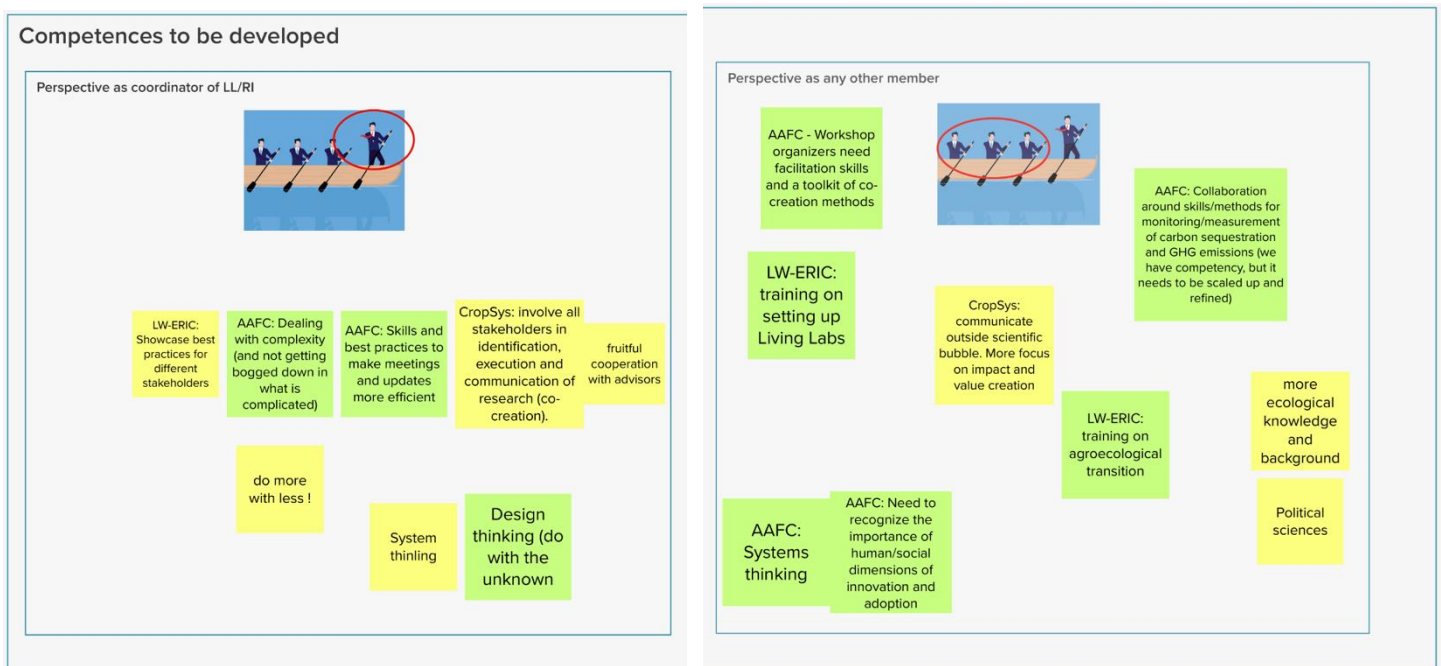 Competences to be developed
Perspective as coordinator of LL/RI
LW-ERIC:
Showcase best
practices for
different
stakeholders
AAFC: Dealing
with complexity
(and not getting
bogged down in
what is
complicated)
AAFC: Skills and
best practices to
make meetings
and updates
more efficient
CropSys: involve all
stakeholders in
identification,
execution and
communication of
research (co-
creation).
fruitful
cooperation
with advisors
do more
with less !
System
thinling
Design
thinking (do
with the
unknown
Perspective as any other member
AAFC - Workshop
organizers need
facilitation skills
and a toolkit of co-
creation methods
AAFC: Collaboration
around skills/methods for
monitoring/measurement
of carbon sequestration
and GHG emissions (we
have competency, but it
needs to be scaled up and
refined)
LW-ERIC:
training on
setting up
Living Labs
CropSys:
communicate
outside scientific
bubble. More focus
on impact and
value creation
more
ecological
knowledge
and
background
LW-ERIC:
training on
agroecological
transition
Political
sciences
AAFC:
Systems
thinking
AAFC: Need to
recognize the
importance of
human/social
dimensions of
innovation and
adoption